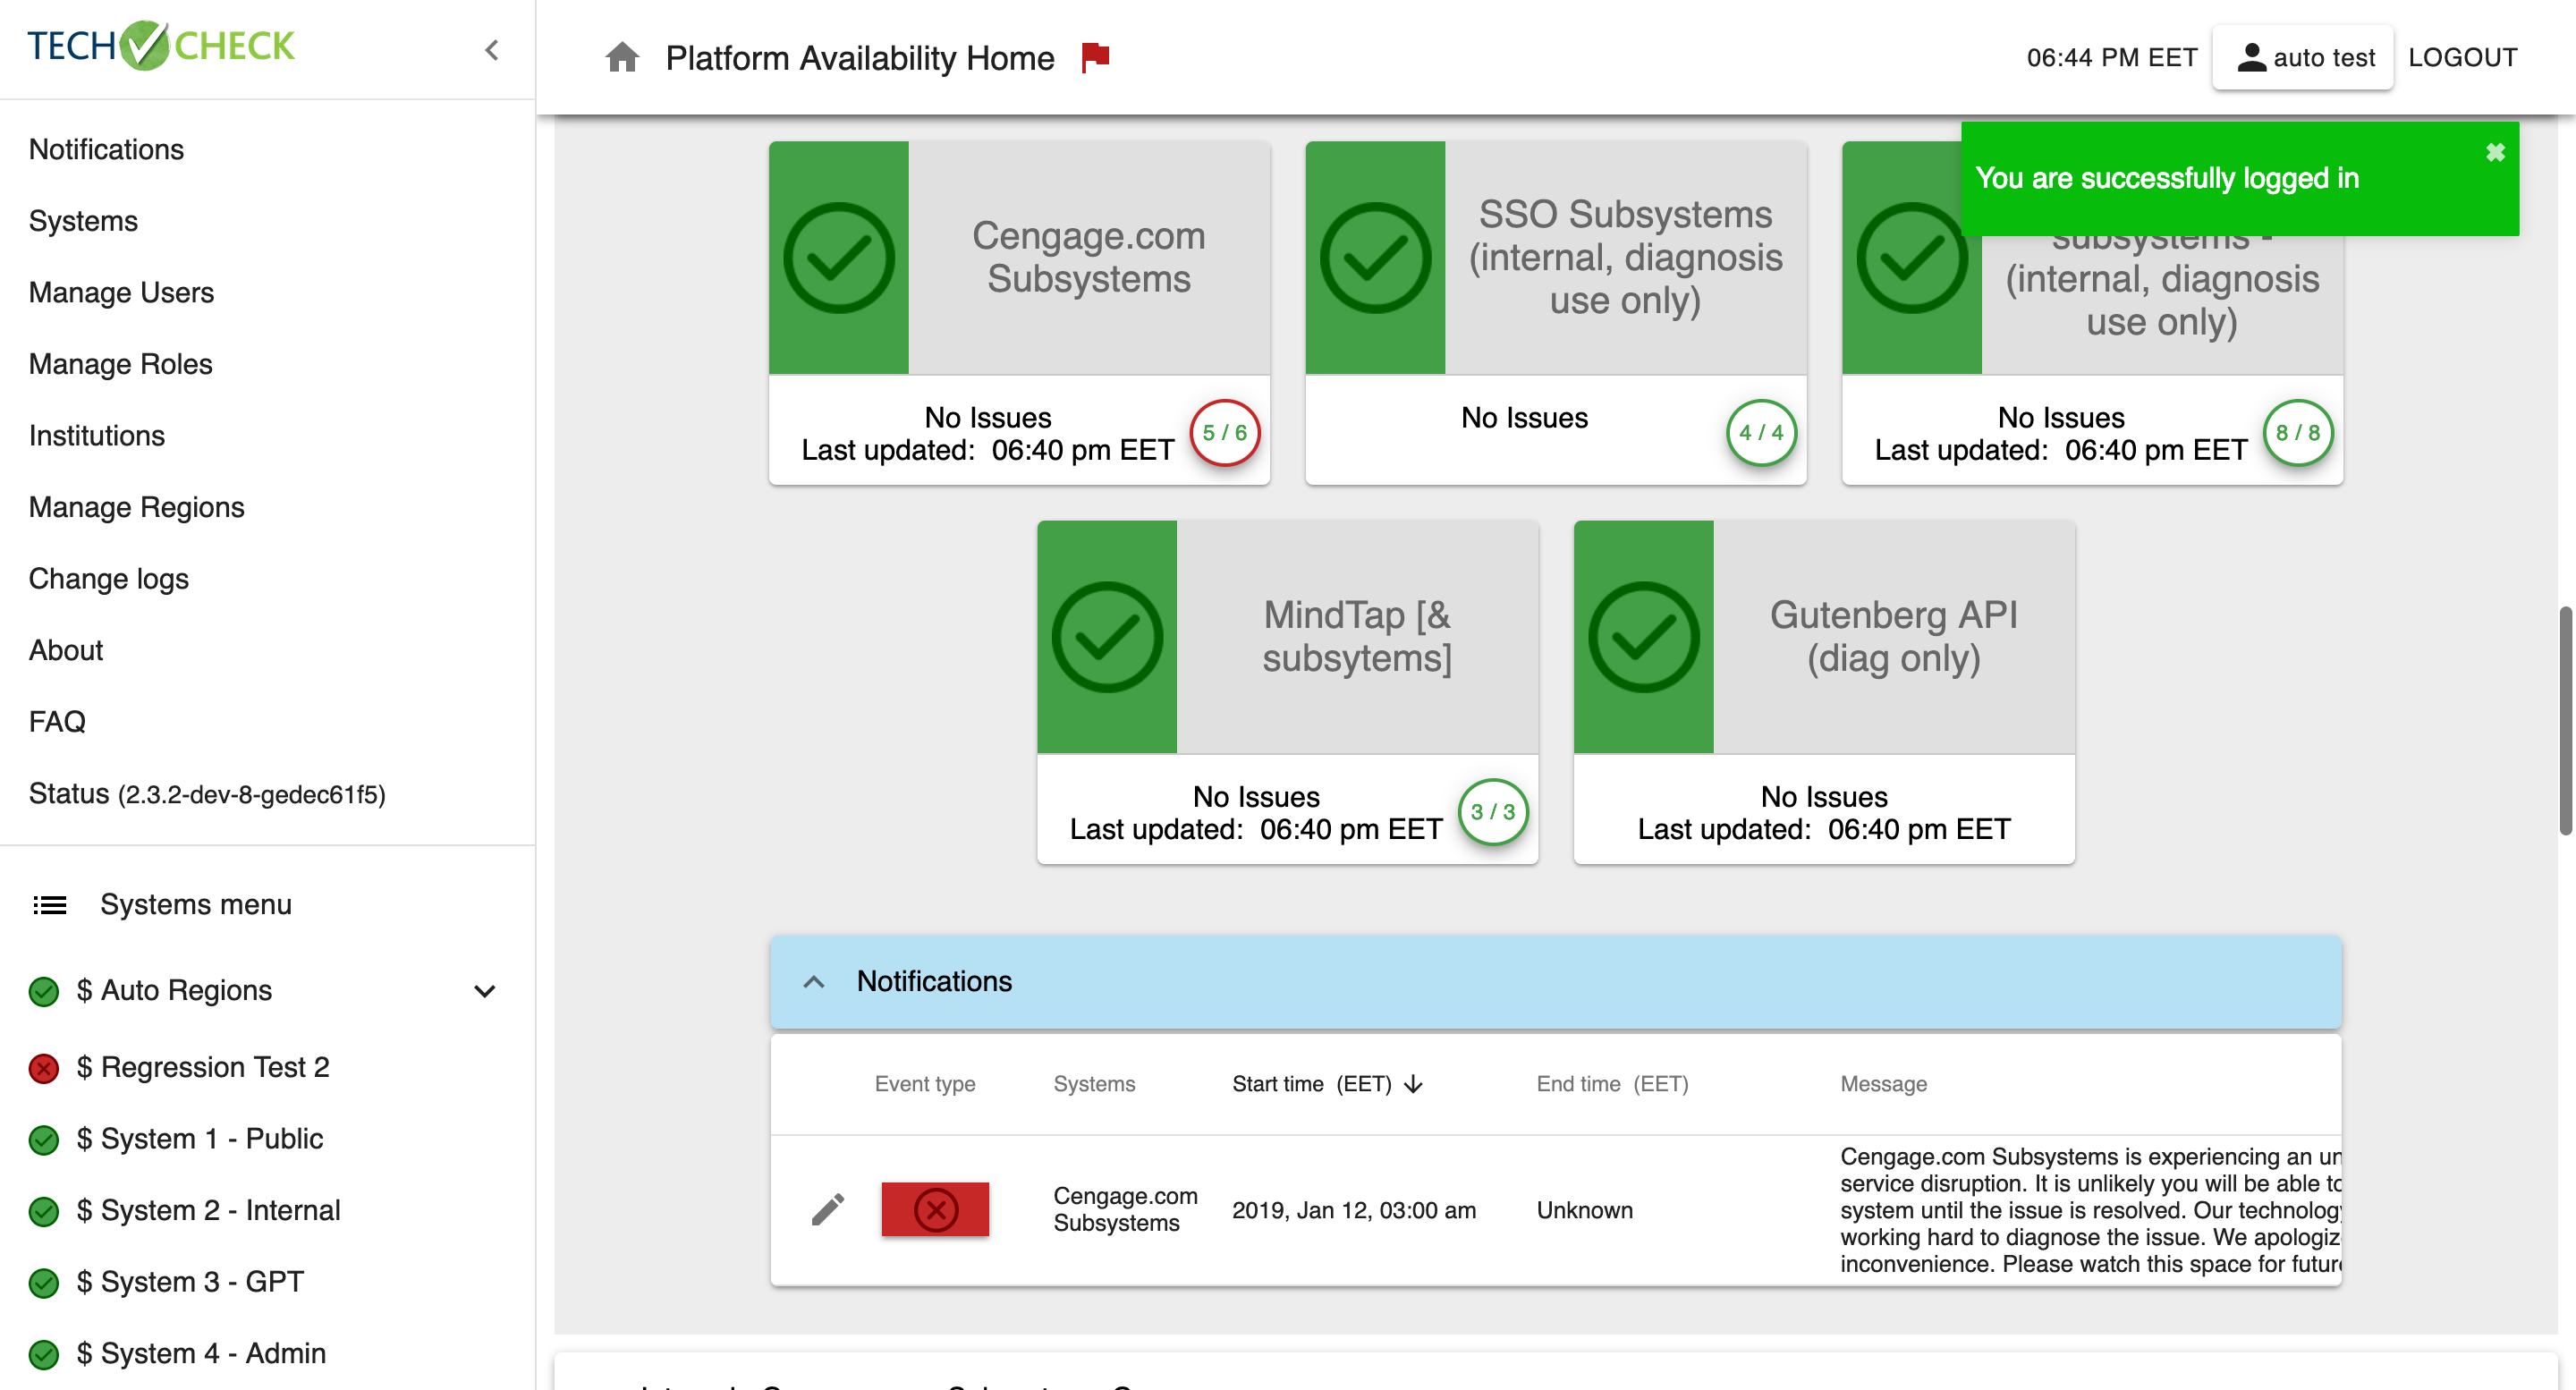 TECH CHECK
Notifications
Systems
Manage Users
Manage Roles
Institutions
Manage Regions
Change logs
About
FAQ
Status (2.3.2-dev-8-gedec61f5)
Systems menu
$ Auto Regions
$ Regression Test 2
$ System 1 - Public
$ System 2 - Internal
$ System 3 - GPT
$ System 4 - Admin
Platform Availability Home
06:44 PM EET
auto test
LOGOUT
You are successfully logged in
Cengage.com
Subsystems
No Issues
Last updated: 06:40 pm EET
5 / 6
SSO Subsystems
(internal, diagnosis
use only)
No Issues
4 / 4
subsystems -
(internal, diagnosis
use only)
No Issues
Last updated: 06:40 pm EET
8 / 8
MindTap [&
subsytems]
No Issues
Last updated: 06:40 pm EET
3 / 3
Gutenberg API
(diag only)
No Issues
Last updated: 06:40 pm EET
Notifications
Event type
Systems
Start time (EET)
End time (EET)
Message
Cengage.com
Subsystems
2019, Jan 12, 03:00 am
Unknown
Cengage.com Subsystems is experiencing an un
service disruption. It is unlikely you will be able to
system until the issue is resolved. Our technology
working hard to diagnose the issue. We apologiz
inconvenience. Please watch this space for future